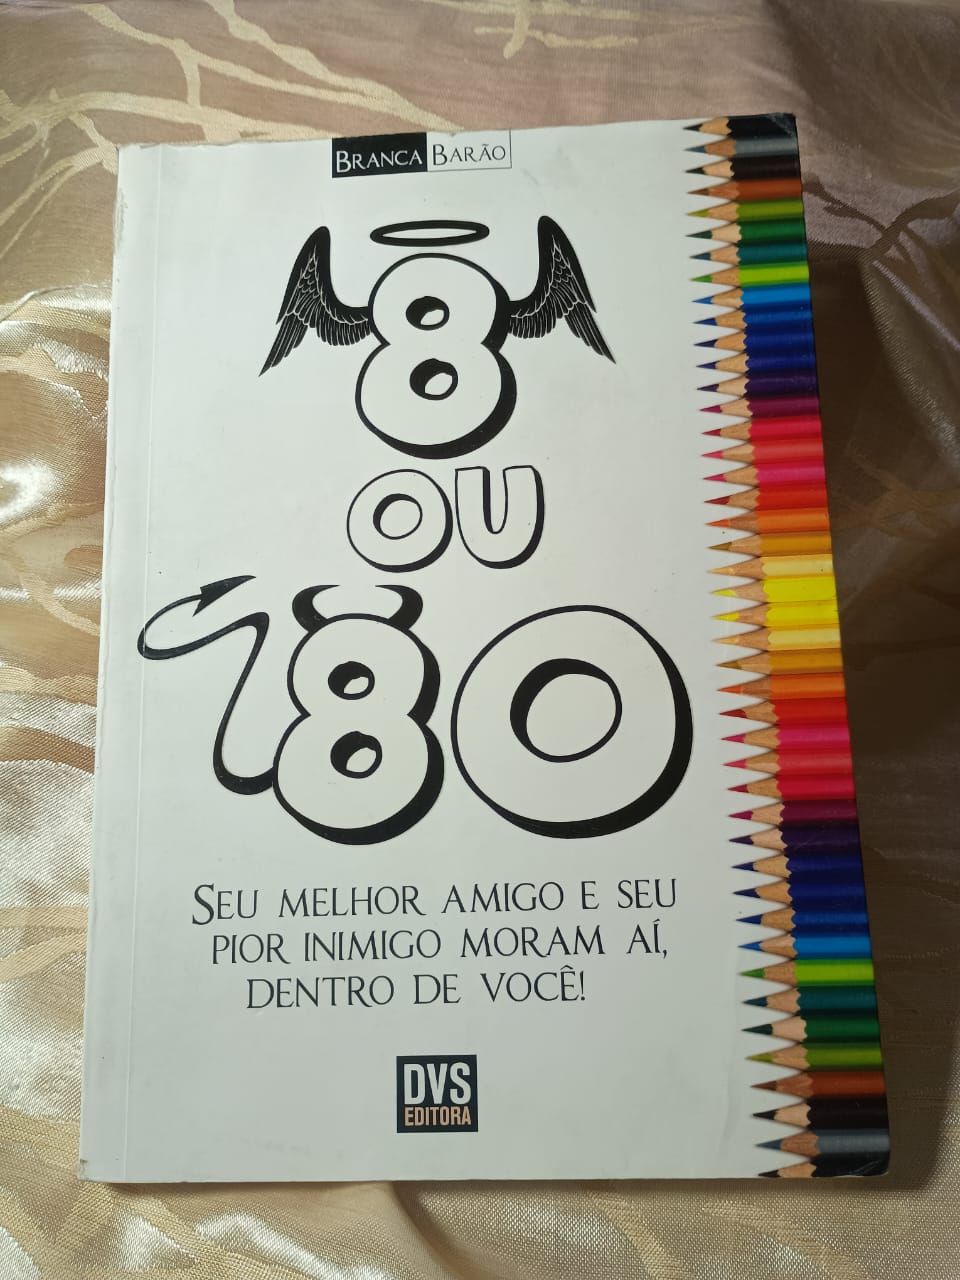 BRANCA BARÃO
8
OU
80
SEU MELHOR AMIGO E SEU
PIOR INIMIGO MORAM AÍ,
DENTRO DE VOCÊ!
DVS
EDITORA